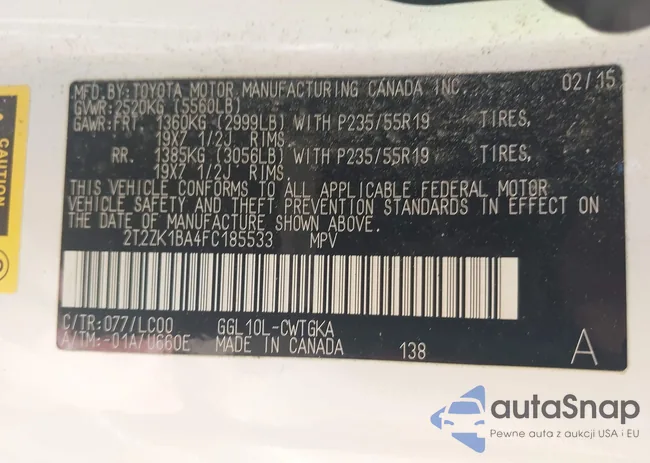 MFD.BY:TOYOTA MOTOR MANUFACTURING CANADA INC. 02/15
GVWR:2520KG (5560LB)
GAWR:FRT 1360KG (2999LB) WITH P235/55R19 TIRES,
19X7 1/2J RIMS,
RR. 1385KG (3056LB) WITH P235/55R19 TIRES,
19X7 1/2J RIMS.
THIS VEHICLE CONFORMS TO ALL APPLICABLE FEDERAL MOTOR
VEHICLE SAFETY AND THEFT PREVENTION STANDARDS IN EFFECT ON
THE DATE OF MANUFACTURE SHOWN ABOVE.
2T2ZK1BA4FC185533 MPV
C/TR:077/LC00 GGL10L-CWTGKA
A/TM:-01A/U660E MADE IN CANADA 138 A
CAUTION
autaSnap
Pewne auta z aukcji USA i EU